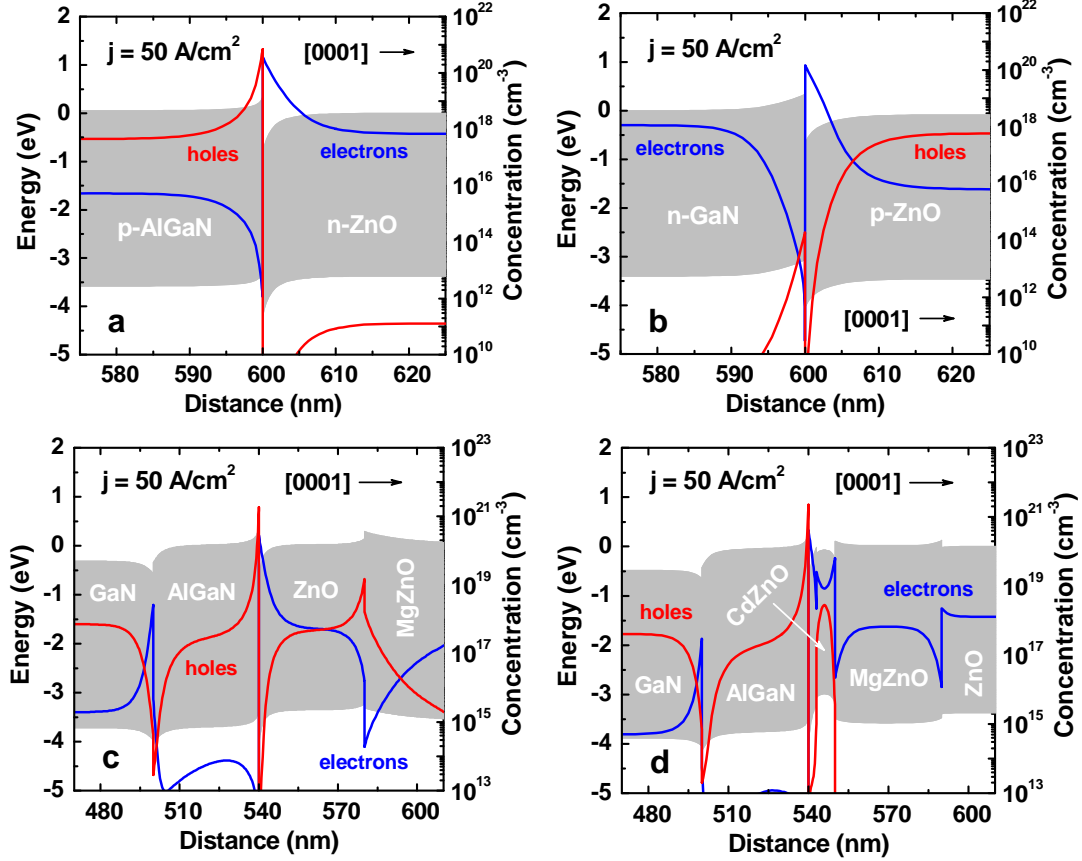 j = 50 A/cm²
[0001]
Energy (eV)
2
1
0
-1
-2
-3
-4
-5
holes
electrons
p-AlGaN
n-ZnO
a
10²²
10²⁰
10¹⁸
10¹⁶
10¹⁴
10¹²
10¹⁰
Concentration (cm⁻³)
580
590
600
610
620
Distance (nm)
j = 50 A/cm²
Energy (eV)
2
1
0
-1
-2
-3
-4
-5
electrons
holes
n-GaN
p-ZnO
b
[0001]
10²²
10²⁰
10¹⁸
10¹⁶
10¹⁴
10¹²
10¹⁰
Concentration (cm⁻³)
580
590
600
610
620
Distance (nm)
j = 50 A/cm²
[0001]
Energy (eV)
2
1
0
-1
-2
-3
-4
-5
GaN
AlGaN
ZnO
MgZnO
holes
electrons
c
10²³
10²¹
10¹⁹
10¹⁷
10¹⁵
10¹³
Concentration (cm⁻³)
480
510
540
570
600
Distance (nm)
j = 50 A/cm²
[0001]
Energy (eV)
2
1
0
-1
-2
-3
-4
-5
holes
electrons
CdZnO
GaN
AlGaN
MgZnO
ZnO
d
10²³
10²¹
10¹⁹
10¹⁷
10¹⁵
10¹³
Concentration (cm⁻³)
480
510
540
570
600
Distance (nm)